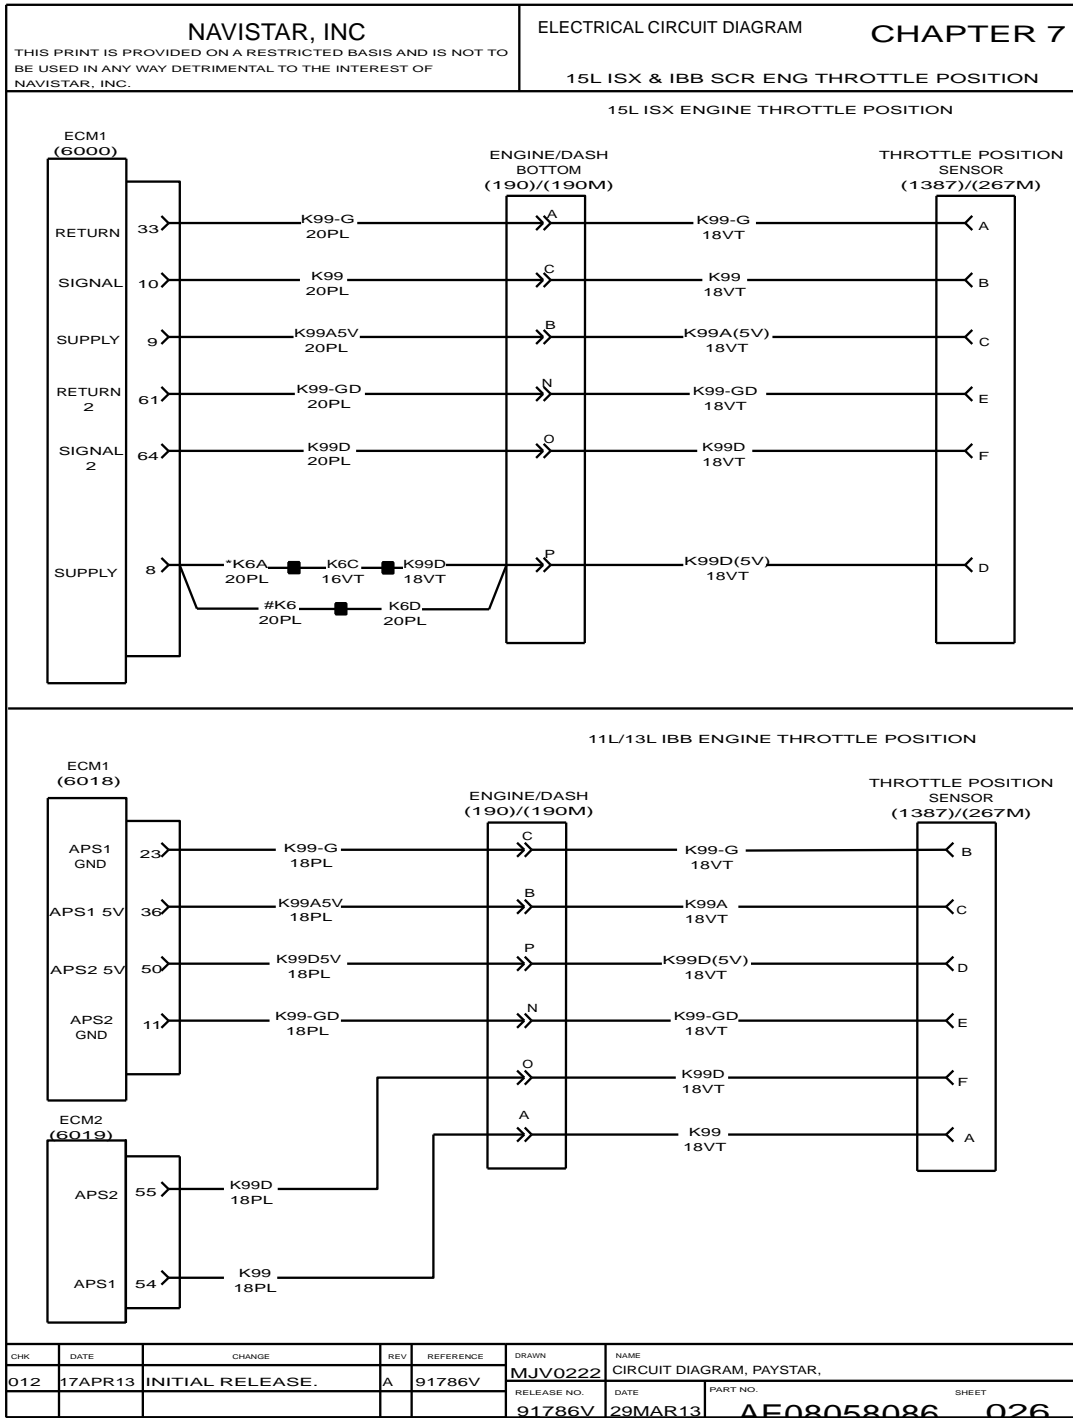 NAVISTAR, INC
THIS PRINT IS PROVIDED ON A RESTRICTED BASIS AND IS NOT TO
BE USED IN ANY WAY DETRIMENTAL TO THE INTEREST OF
NAVISTAR, INC.
ELECTRICAL CIRCUIT DIAGRAM
CHAPTER 7
15L ISX & IBB SCR ENG THROTTLE POSITION
15L ISX ENGINE THROTTLE POSITION
ECM1
(6000)
ENGINE/DASH
BOTTOM
(190)/(190M)
THROTTLE POSITION
SENSOR
(1387)/(267M)
RETURN 33 K99-G A K99-G A
20PL 18VT
SIGNAL 10 K99 C K99 B
20PL 18VT
SUPPLY 9 K99A5V B K99A(5V) C
20PL 18VT
RETURN 61 K99-GD N K99-GD E
2 20PL 18VT
SIGNAL 64 K99D O K99D F
2 20PL 18VT
SUPPLY 8 *K6A K6C K99D P K99D(5V) D
20PL 16VT 18VT 18VT
#K6 K6D
20PL 20PL
11L/13L IBB ENGINE THROTTLE POSITION
ECM1
(6018)
ENGINE/DASH
(190)/(190M)
THROTTLE POSITION
SENSOR
(1387)/(267M)
APS1 23 K99-G C K99-G B
GND 18PL 18VT
APS1 5V 36 K99A5V B K99A C
18PL 18VT
APS2 5V 50 K99D5V P K99D(5V) D
18PL 18VT
APS2 11 K99-GD N K99-GD E
GND 18PL 18VT
O K99D F
18VT
ECM2
(6019)
A K99 A
18VT
APS2 55 K99D
18PL
APS1 54 K99
18PL
CHK DATE CHANGE REV REFERENCE DRAWN NAME
012 17APR13 INITIAL RELEASE. A 91786V MJV0222 CIRCUIT DIAGRAM, PAYSTAR,
RELEASE NO. DATE PART NO. SHEET
91786V 29MAR13 AE08058086 026